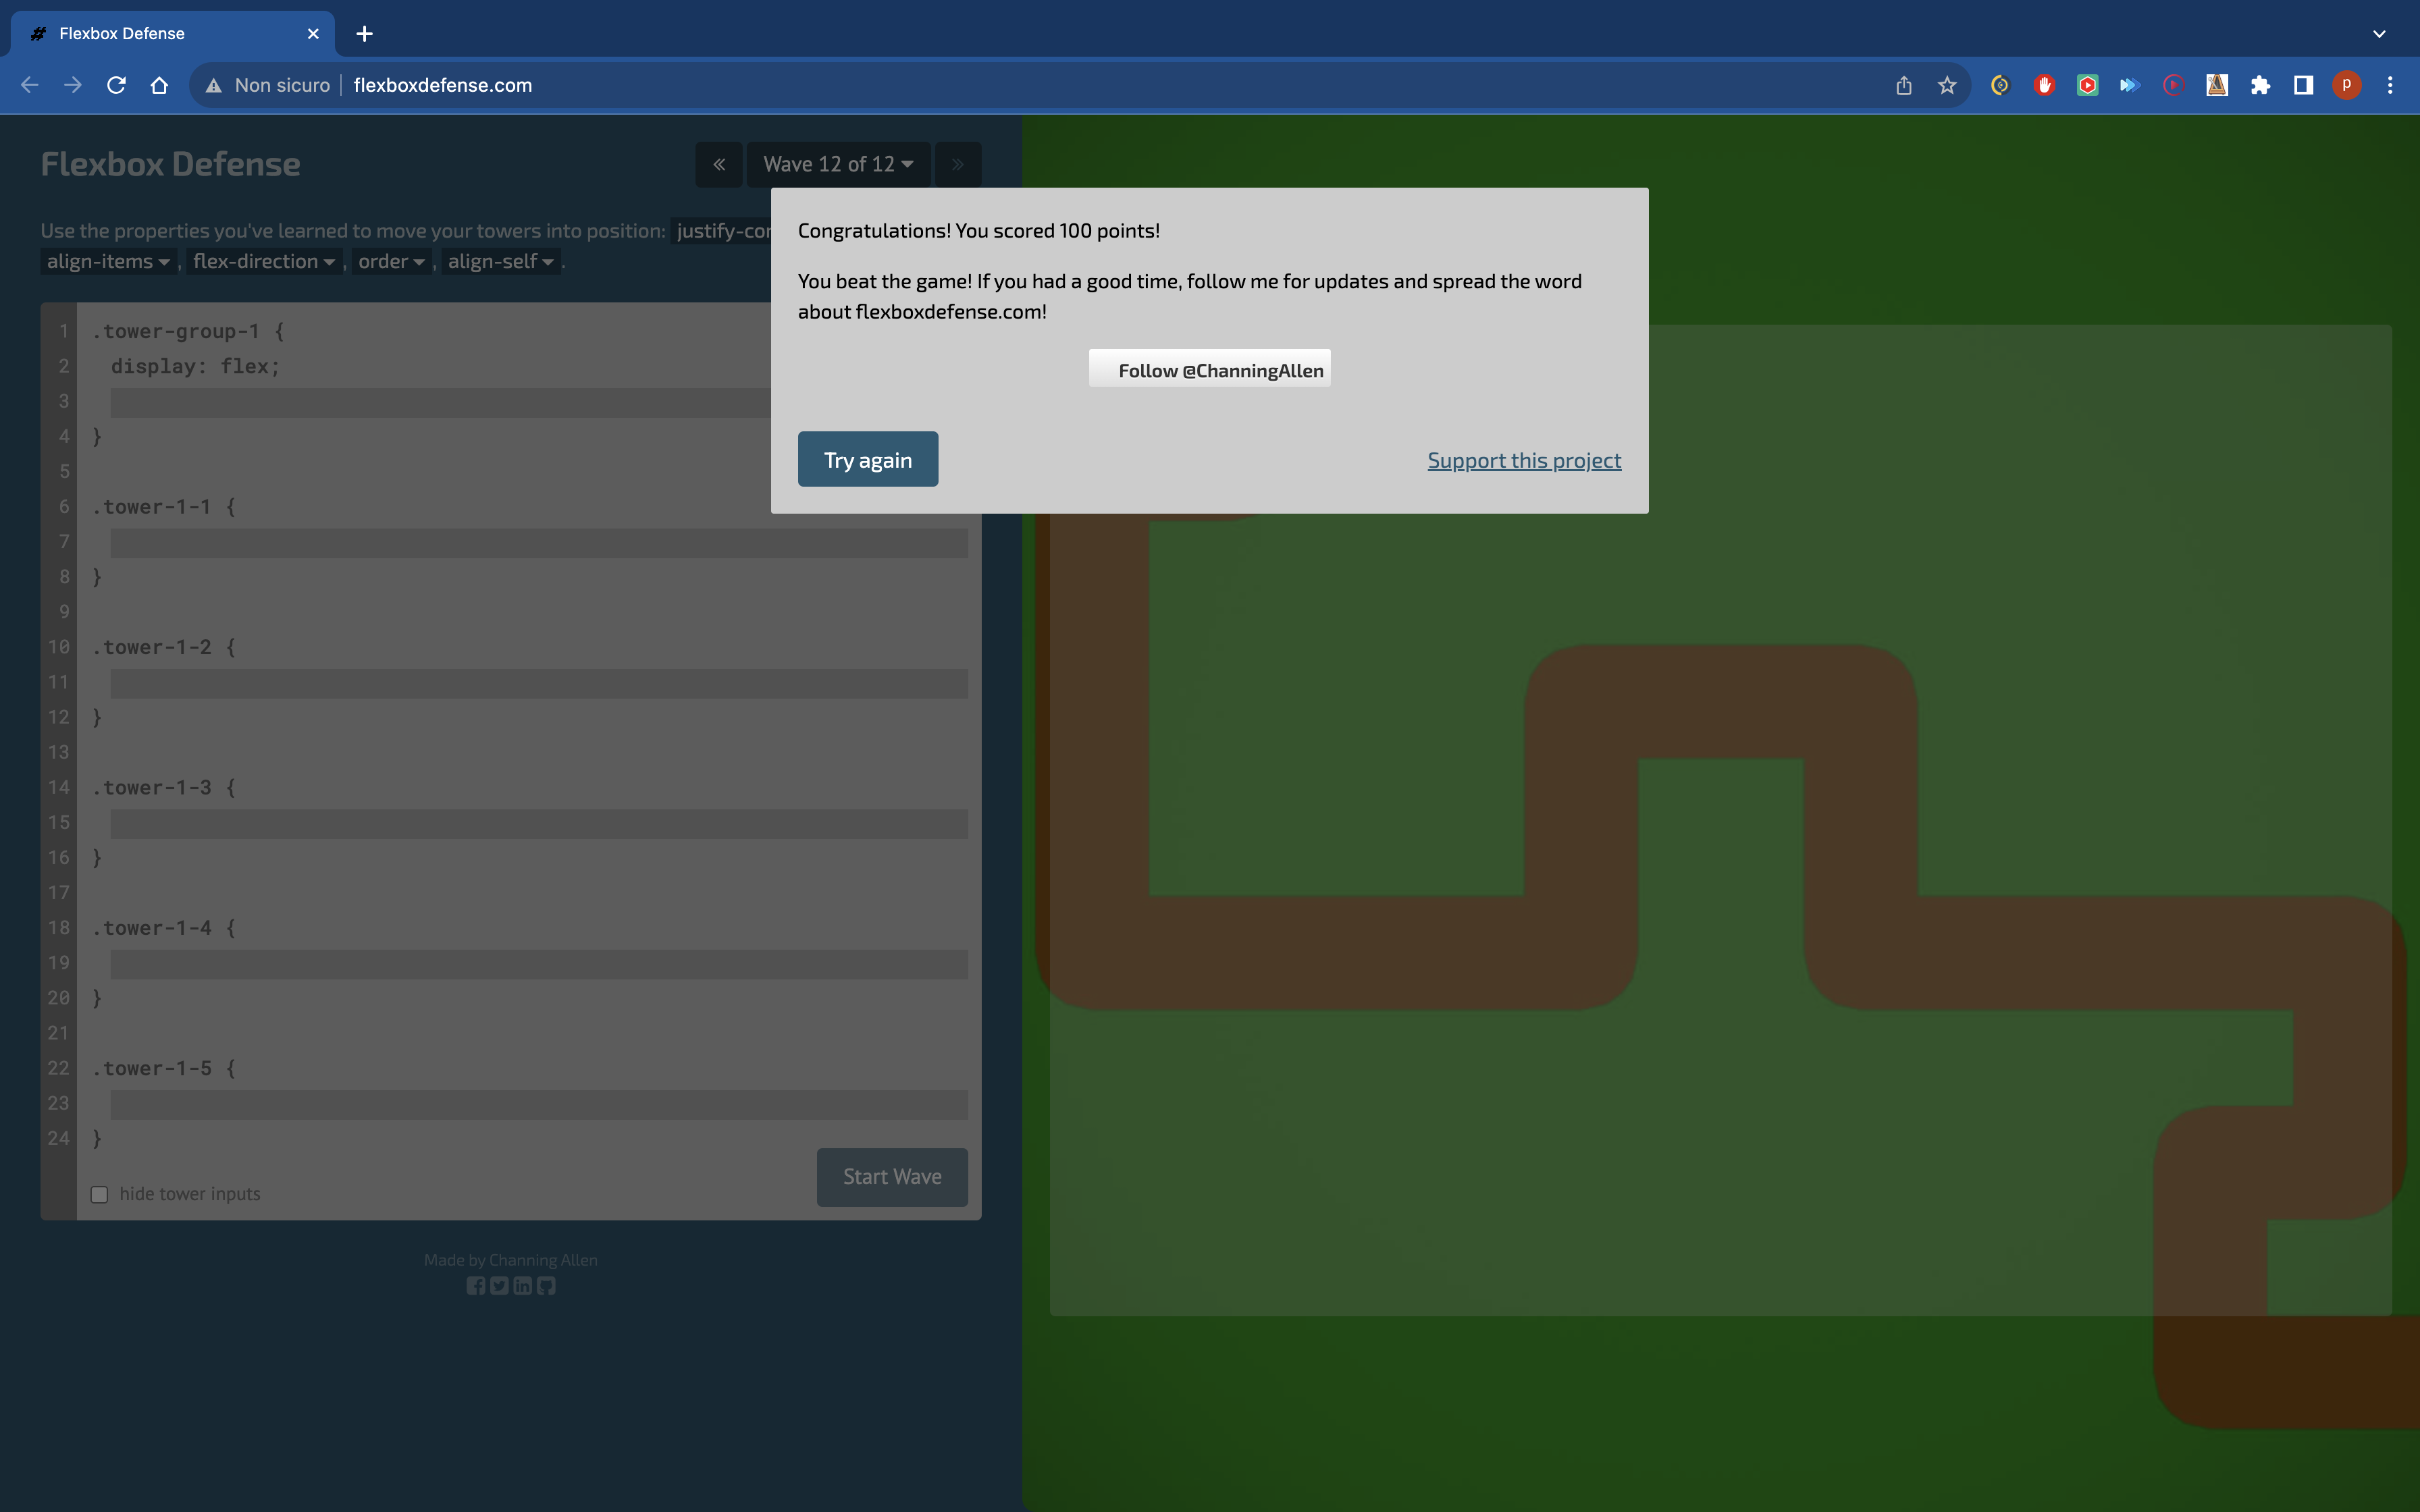 Flexbox Defense
Non sicuro
flexboxdefense.com
p
Flexbox Defense
Wave 12 of 12
Use the properties you've learned to move your towers into position: justify-con
align-items , flex-direction , order , align-self .
Congratulations! You scored 100 points!
You beat the game! If you had a good time, follow me for updates and spread the word
about flexboxdefense.com!
Follow @ChanningAllen
Try again
Support this project
1 .tower-group-1 {
2 display: flex;
3
4 }
5
6 .tower-1-1 {
7
8 }
9
10 .tower-1-2 {
11
12 }
13
14 .tower-1-3 {
15
16 }
17
18 .tower-1-4 {
19
20 }
21
22 .tower-1-5 {
23
24 }
hide tower inputs
Start Wave
Made by Channing Allen